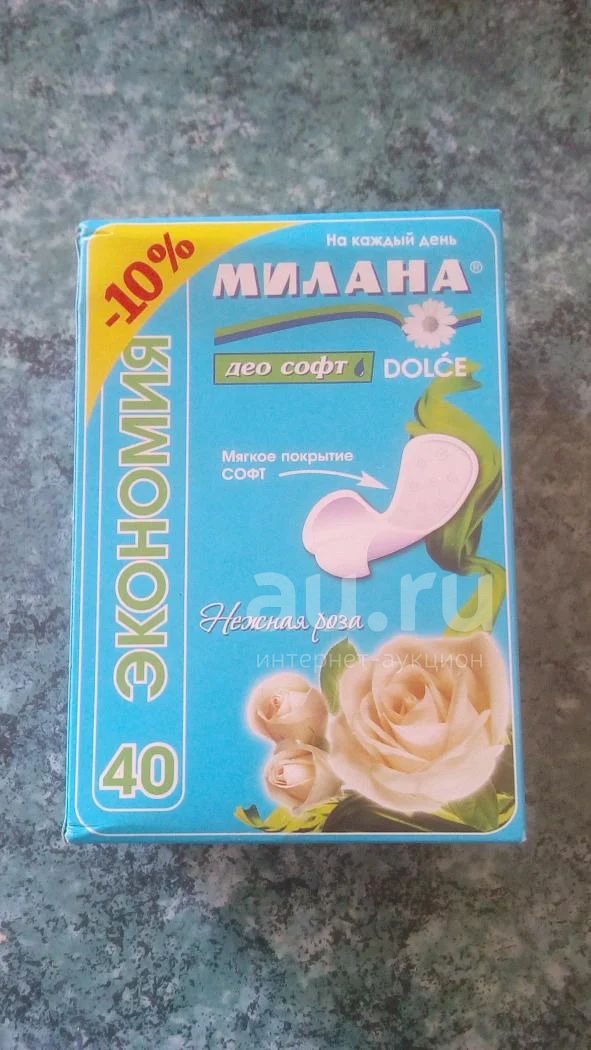 -10%
На каждый день
МИЛАНА®
део софт
DOLĆE
Мягкое покрытие
СОФТ
ЭКОНОМИЯ
Нежная роза
40
au.ru
интернет-аукцион